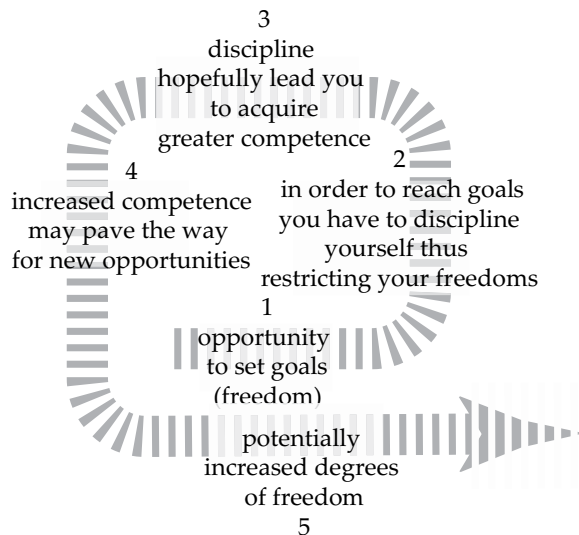 3
discipline
hopefully lead you
to acquire
greater competence
2
in order to reach goals
you have to discipline
yourself thus
restricting your freedoms
4
increased competence
may pave the way
for new opportunities
1
opportunity
to set goals
(freedom)
potentially
increased degrees
of freedom
5